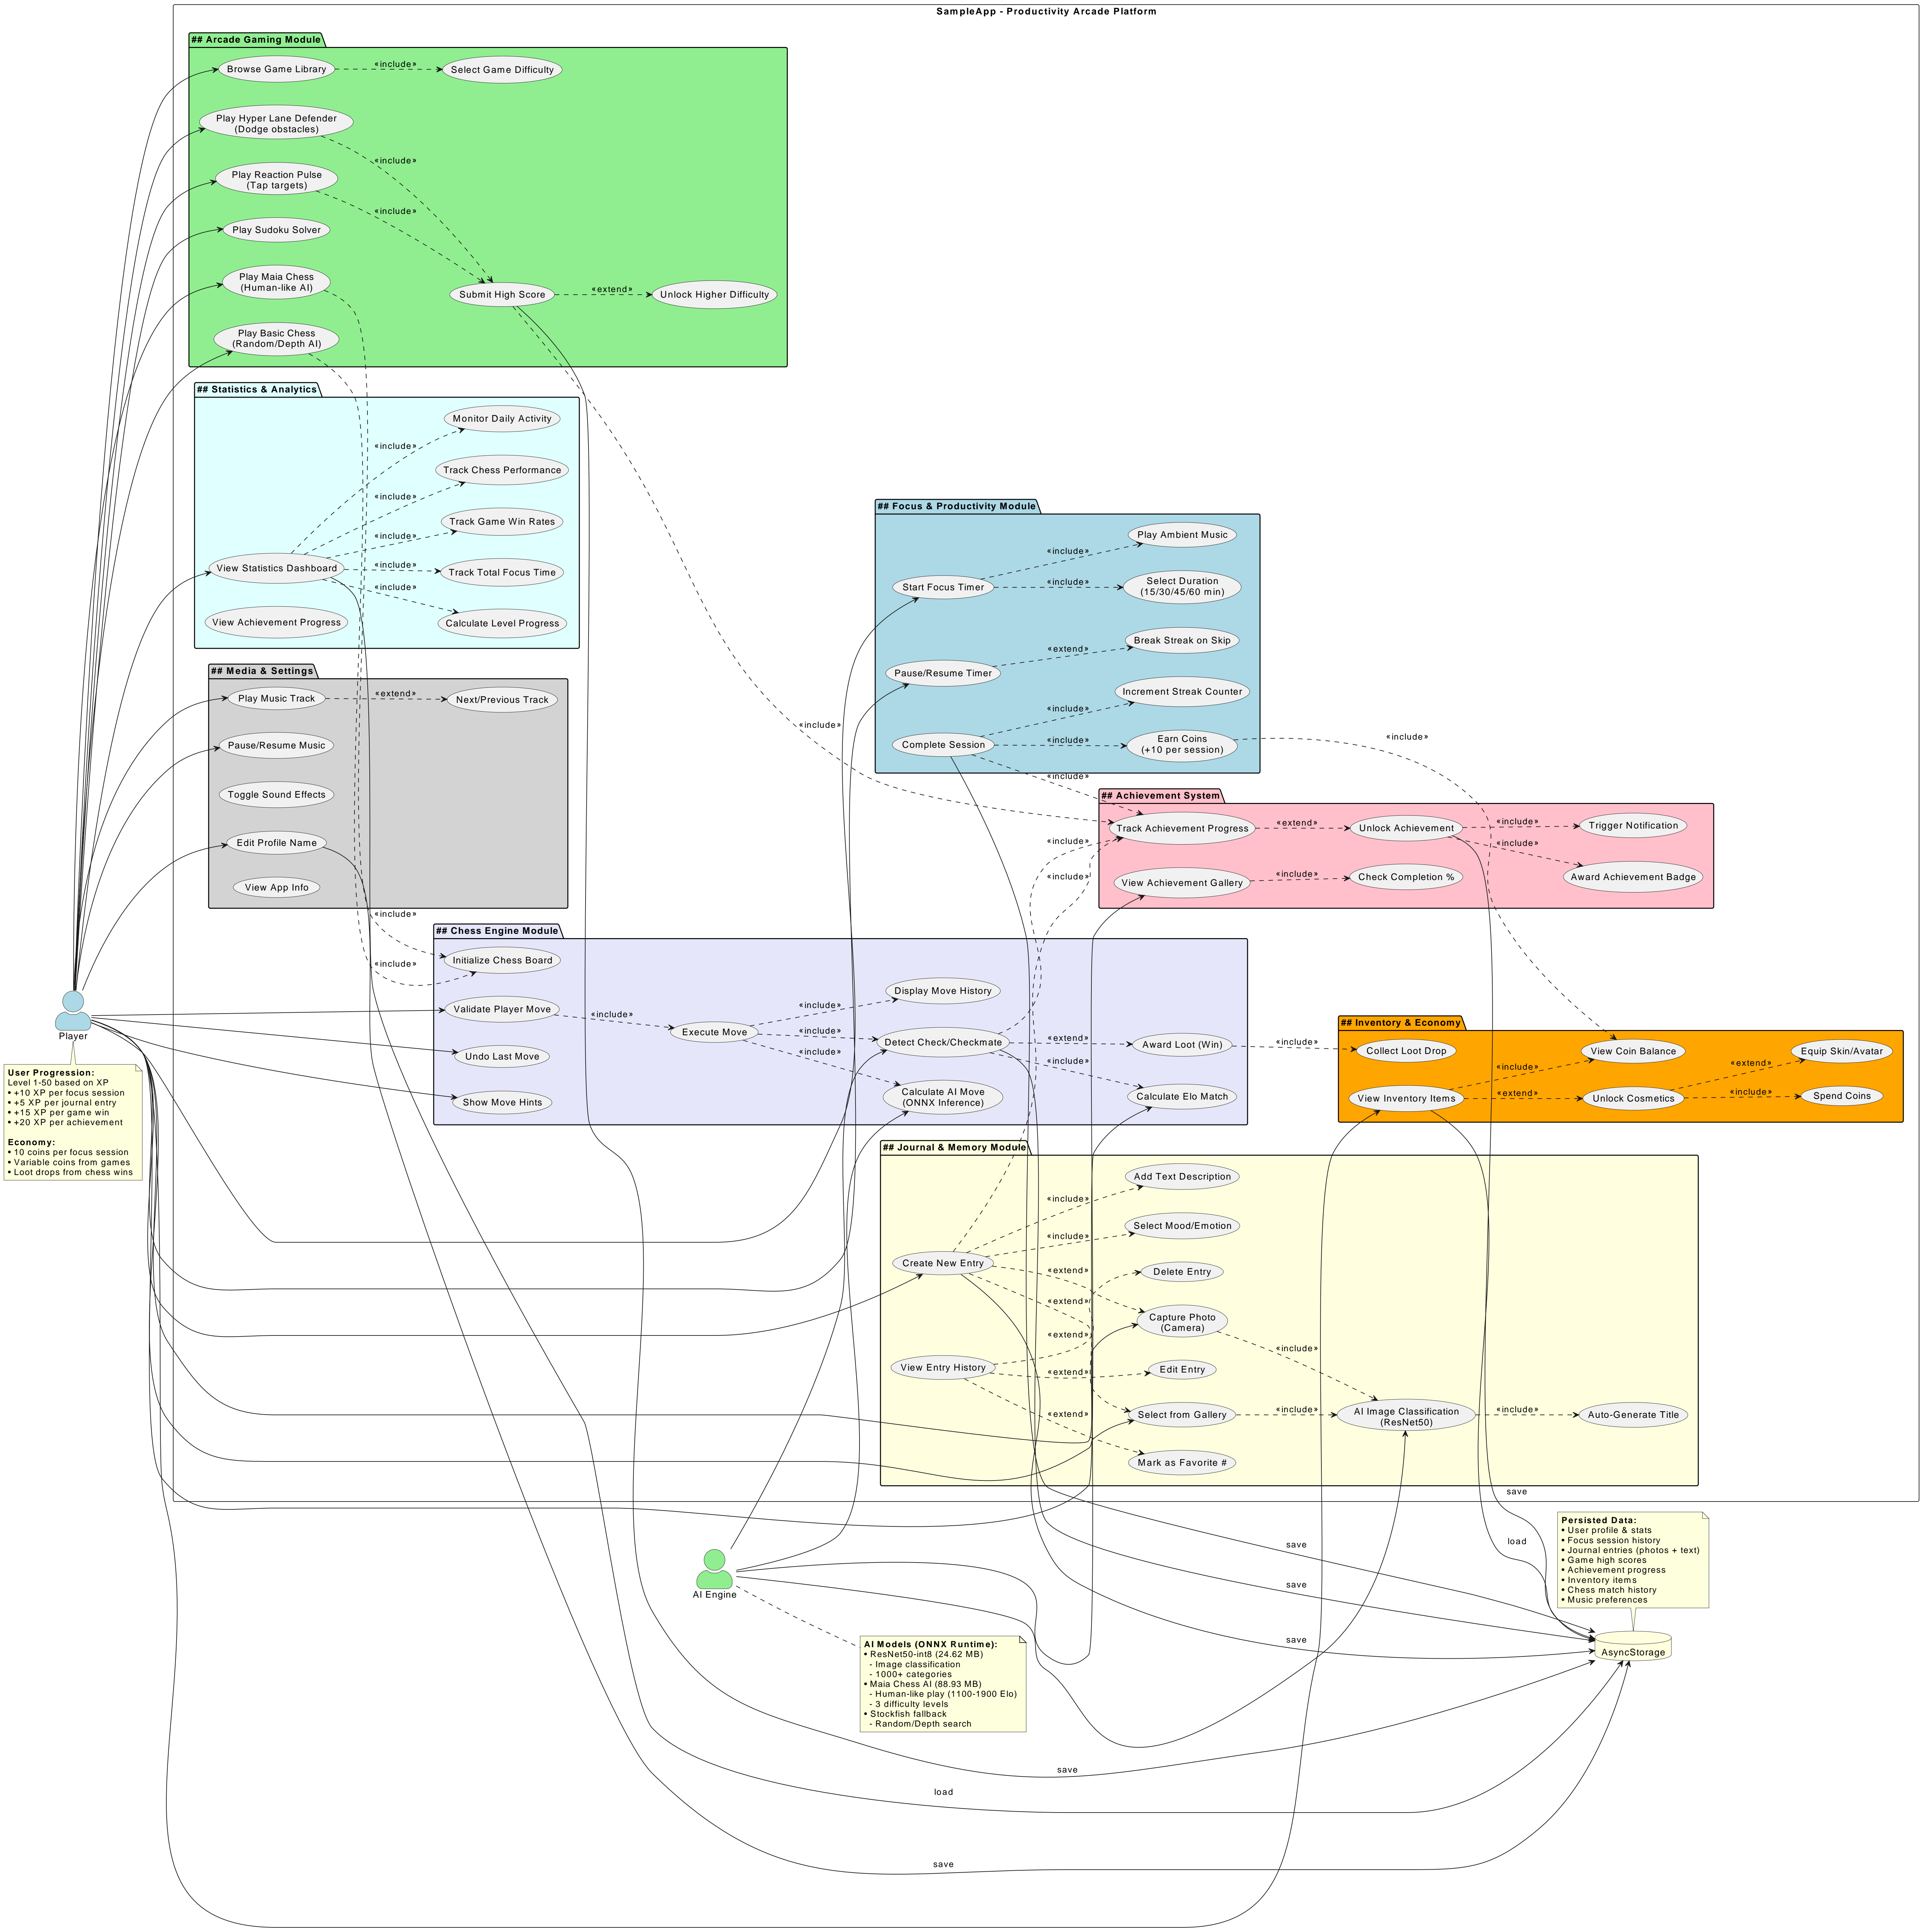 SampleApp - Productivity Arcade Platform
## Arcade Gaming Module
Browse Game Library
«include»
Select Game Difficulty
Play Hyper Lane Defender
(Dodge obstacles)
«include»
Play Reaction Pulse
(Tap targets)
«include»
Play Sudoku Solver
Play Maia Chess
(Human-like AI)
Submit High Score
«extend»
Unlock Higher Difficulty
Play Basic Chess
(Random/Depth AI)
## Statistics & Analytics
Monitor Daily Activity
«include»
Track Chess Performance
«include»
Track Game Win Rates
«include»
View Statistics Dashboard
«include»
Track Total Focus Time
«include»
View Achievement Progress
Calculate Level Progress
## Media & Settings
Play Music Track
«extend»
Next/Previous Track
Pause/Resume Music
Toggle Sound Effects
Edit Profile Name
View App Info
«include»
«include»
«include»
## Focus & Productivity Module
Play Ambient Music
«include»
Start Focus Timer
«include»
Select Duration
(15/30/45/60 min)
Break Streak on Skip
«extend»
Pause/Resume Timer
Increment Streak Counter
«include»
Complete Session
«include»
Earn Coins
(+10 per session)
«include»
«include»
## Achievement System
Track Achievement Progress
«extend»
Unlock Achievement
«include»
Trigger Notification
«include»
«include»
«include»
View Achievement Gallery
«include»
Check Completion %
Award Achievement Badge
## Chess Engine Module
Initialize Chess Board
Display Move History
Validate Player Move
«include»
«include»
Execute Move
«include»
Detect Check/Checkmate
«extend»
Award Loot (Win)
«include»
Undo Last Move
«include»
«include»
Show Move Hints
Calculate AI Move
(ONNX Inference)
Calculate Elo Match
## Inventory & Economy
Collect Loot Drop
View Coin Balance
Equip Skin/Avatar
«include»
«extend»
View Inventory Items
«extend»
Unlock Cosmetics
«include»
Spend Coins
Player
User Progression:
Level 1-50 based on XP
• +10 XP per focus session
• +5 XP per journal entry
• +15 XP per game win
• +20 XP per achievement
Economy:
• 10 coins per focus session
• Variable coins from games
• Loot drops from chess wins
## Journal & Memory Module
Add Text Description
«include»
Select Mood/Emotion
«include»
Create New Entry
«extend»
Delete Entry
«extend»
Capture Photo
(Camera)
«extend»
«include»
View Entry History
«extend»
Edit Entry
«extend»
Select from Gallery
«include»
AI Image Classification
(ResNet50)
«include»
Auto-Generate Title
Mark as Favorite #
save
load
save
save
save
Persisted Data:
• User profile & stats
• Focus session history
• Journal entries (photos + text)
• Game high scores
• Achievement progress
• Inventory items
• Chess match history
• Music preferences
AsyncStorage
AI Engine
AI Models (ONNX Runtime):
• ResNet50-int8 (24.62 MB)
- Image classification
- 1000+ categories
• Maia Chess AI (88.93 MB)
- Human-like play (1100-1900 Elo)
- 3 difficulty levels
• Stockfish fallback
- Random/Depth search
save
load
save